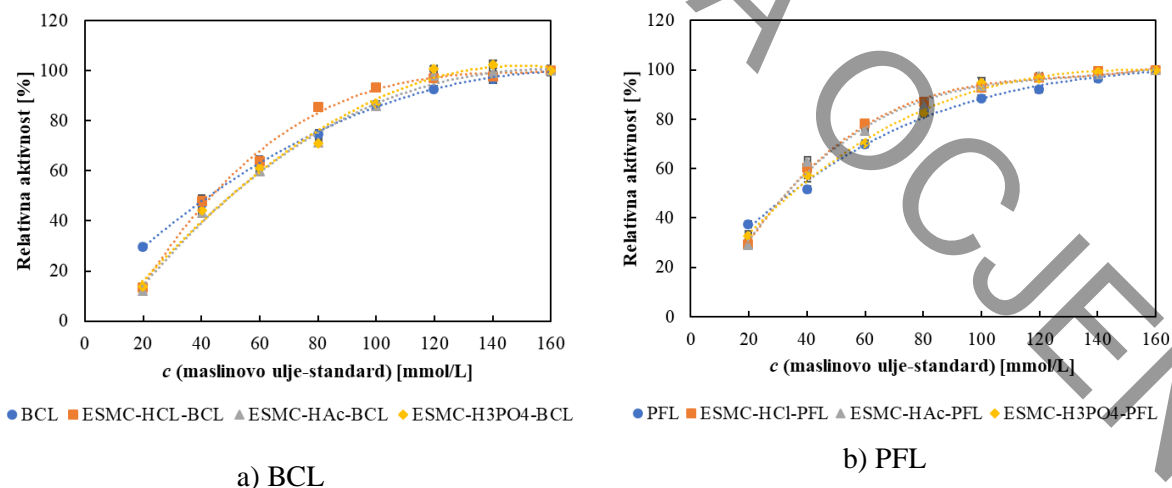 120
100
80
60
40
20
0
Relativna aktivnost [%]
0 20 40 60 80 100 120 140 160
c (maslinovo ulje-standard) [mmol/L]
BCL ESMC-HCL-BCL ESMC-HAc-BCL ESMC-H3PO4-BCL
a) BCL
120
100
80
60
40
20
0
Relativna aktivnost [%]
0 20 40 60 80 100 120 140 160
c (maslinovo ulje-standard) [mmol/L]
PFL ESMC-HCl-PFL ESMC-HAc-PFL ESMC-H3PO4-PFL
b) PFL